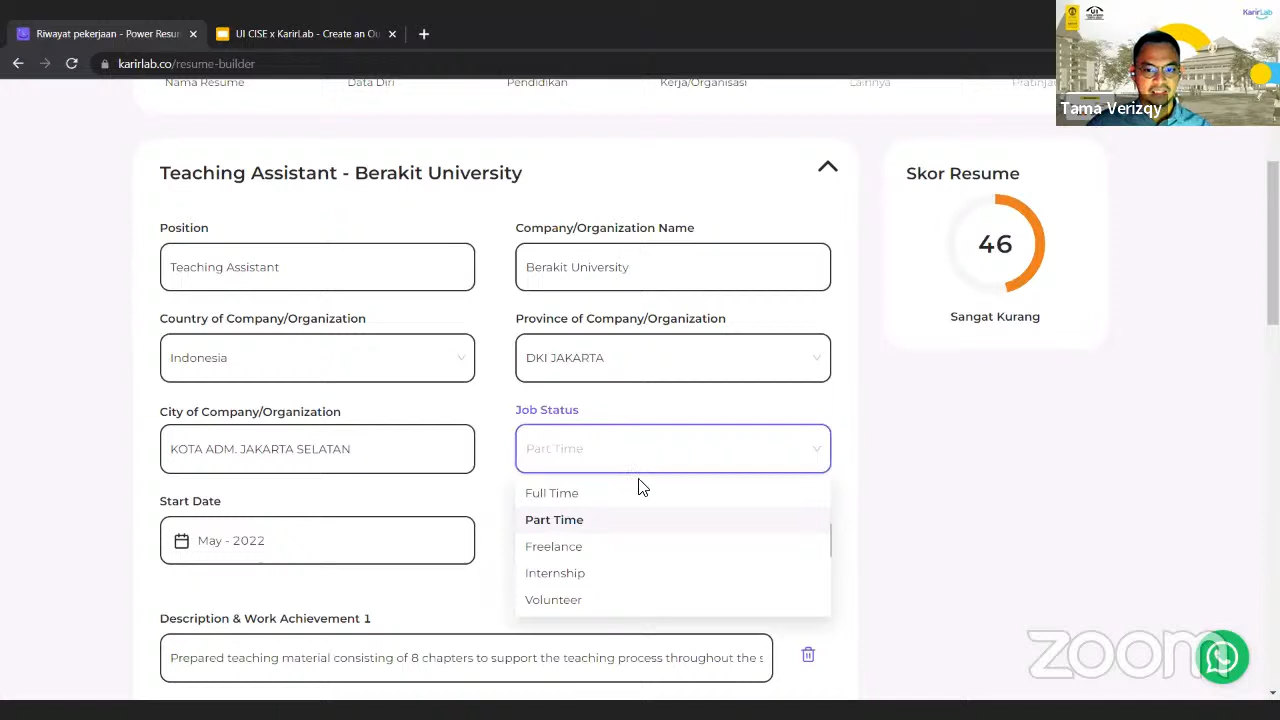 Riwayat pekerjaan - Power Resum
UI CISE x KarirLab - Create an Ou
karirlab.co/resume-builder
KarirLab
Tama Verizqy
Nama Resume
Data Diri
Pendidikan
Kerja/Organisasi
Lainnya
Pratinja
Teaching Assistant - Berakit University
Skor Resume
46
Sangat Kurang
Position
Company/Organization Name
Teaching Assistant
Berakit University
Country of Company/Organization
Province of Company/Organization
Indonesia
DKI JAKARTA
City of Company/Organization
Job Status
KOTA ADM. JAKARTA SELATAN
Part Time
Full Time
Part Time
Freelance
Internship
Volunteer
Start Date
May - 2022
Description & Work Achievement 1
Prepared teaching material consisting of 8 chapters to support the teaching process throughout the s
zoom